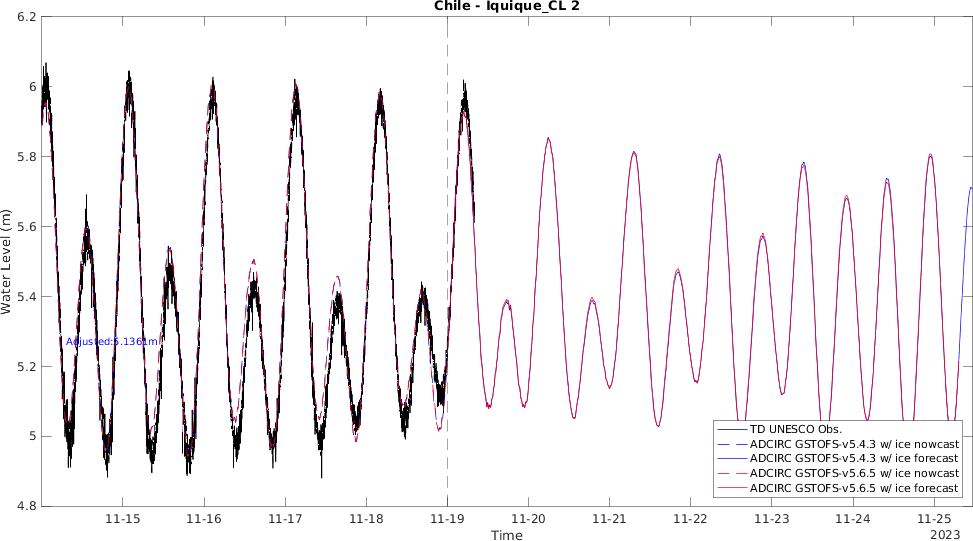 Chile - Iquique_CL 2
6.2
6
5.8
5.6
5.4
5.2
5
4.8
Water Level (m)
Adjusted:5.1361m
TD UNESCO Obs.
ADCIRC GSTOFS-v5.4.3 w/ ice nowcast
ADCIRC GSTOFS-v5.4.3 w/ ice forecast
ADCIRC GSTOFS-v5.6.5 w/ ice nowcast
ADCIRC GSTOFS-v5.6.5 w/ ice forecast
11-15 11-16 11-17 11-18 11-19 11-20 11-21 11-22 11-23 11-24 11-25
Time
2023